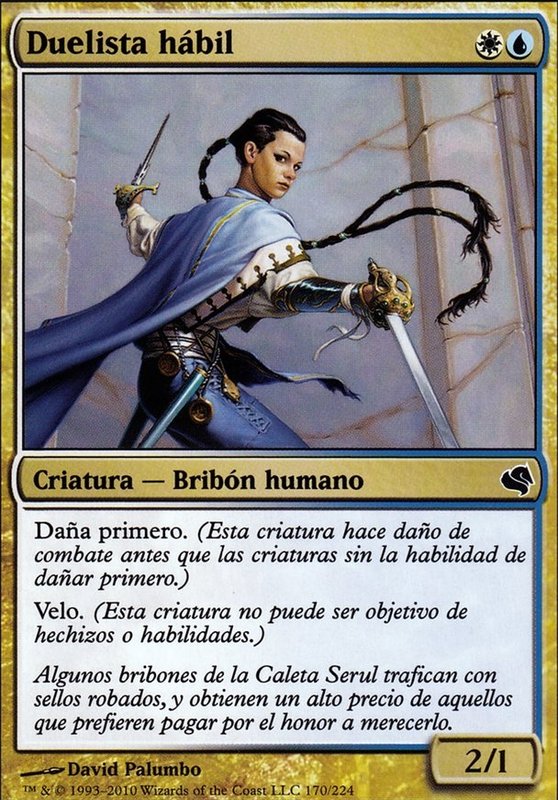 Duelista hábil
Criatura — Bribón humano
Daña primero. (Esta criatura hace daño de
combate antes que las criaturas sin la habilidad de
dañar primero.)
Velo. (Esta criatura no puede ser objetivo de
hechizos o habilidades.)
Algunos bribones de la Caleta Serul trafican con
sellos robados, y obtienen un alto precio de aquellos
que prefieren pagar por el honor a merecerlo.
2/1
David Palumbo
™ & © 1993–2010 Wizards of the Coast LLC 170/224